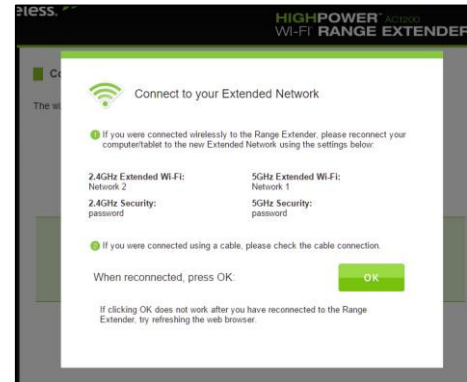 eless.
HIGHPOWER AC1200
WI-FI RANGE EXTENDER
Co
The wi
Connect to your Extended Network
1 If you were connected wirelessly to the Range Extender, please reconnect your
computer/tablet to the new Extended Network using the settings below:
2.4GHz Extended Wi-Fi:
Network 2
5GHz Extended Wi-Fi:
Network 1
2.4GHz Security:
password
5GHz Security:
password
If you were connected using a cable, please check the cable connection.
When reconnected, press OK:
OK
If clicking OK does not work after you have reconnected to the Range
Extender, try refreshing the web browser.